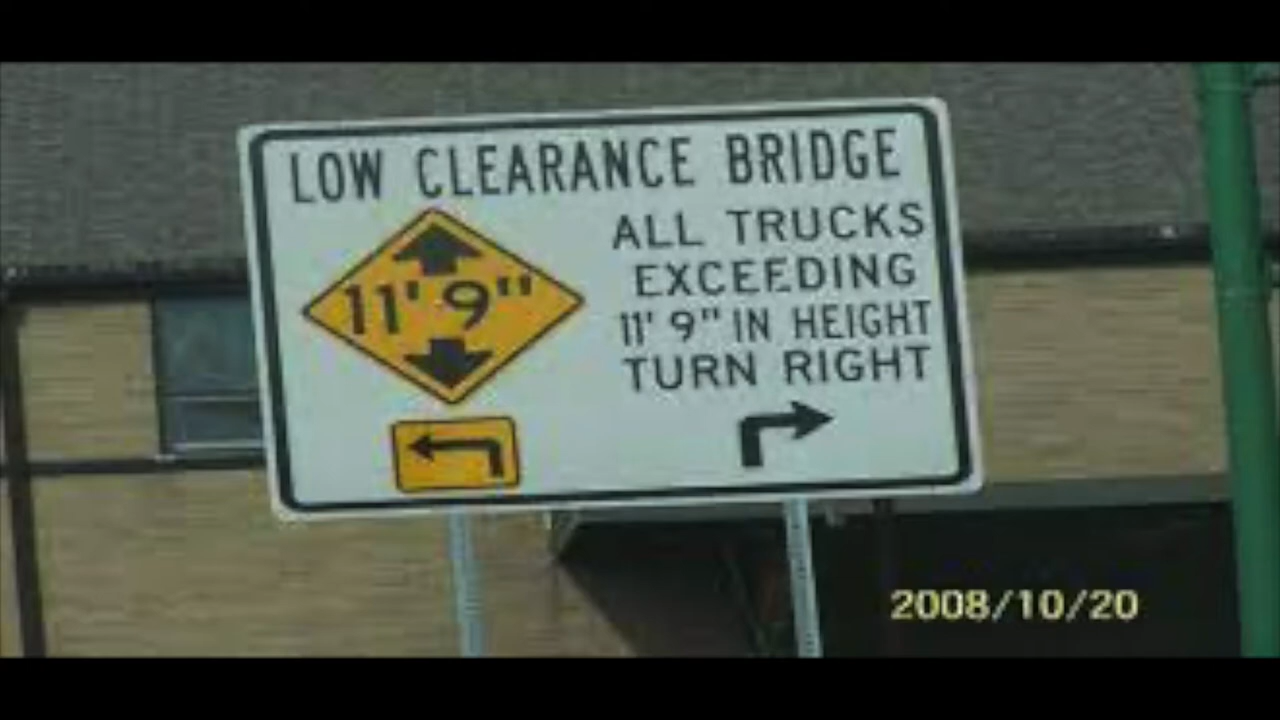 LOW CLEARANCE BRIDGE
11' 9"
ALL TRUCKS
EXCEEDING
11' 9" IN HEIGHT
TURN RIGHT
2008/10/20